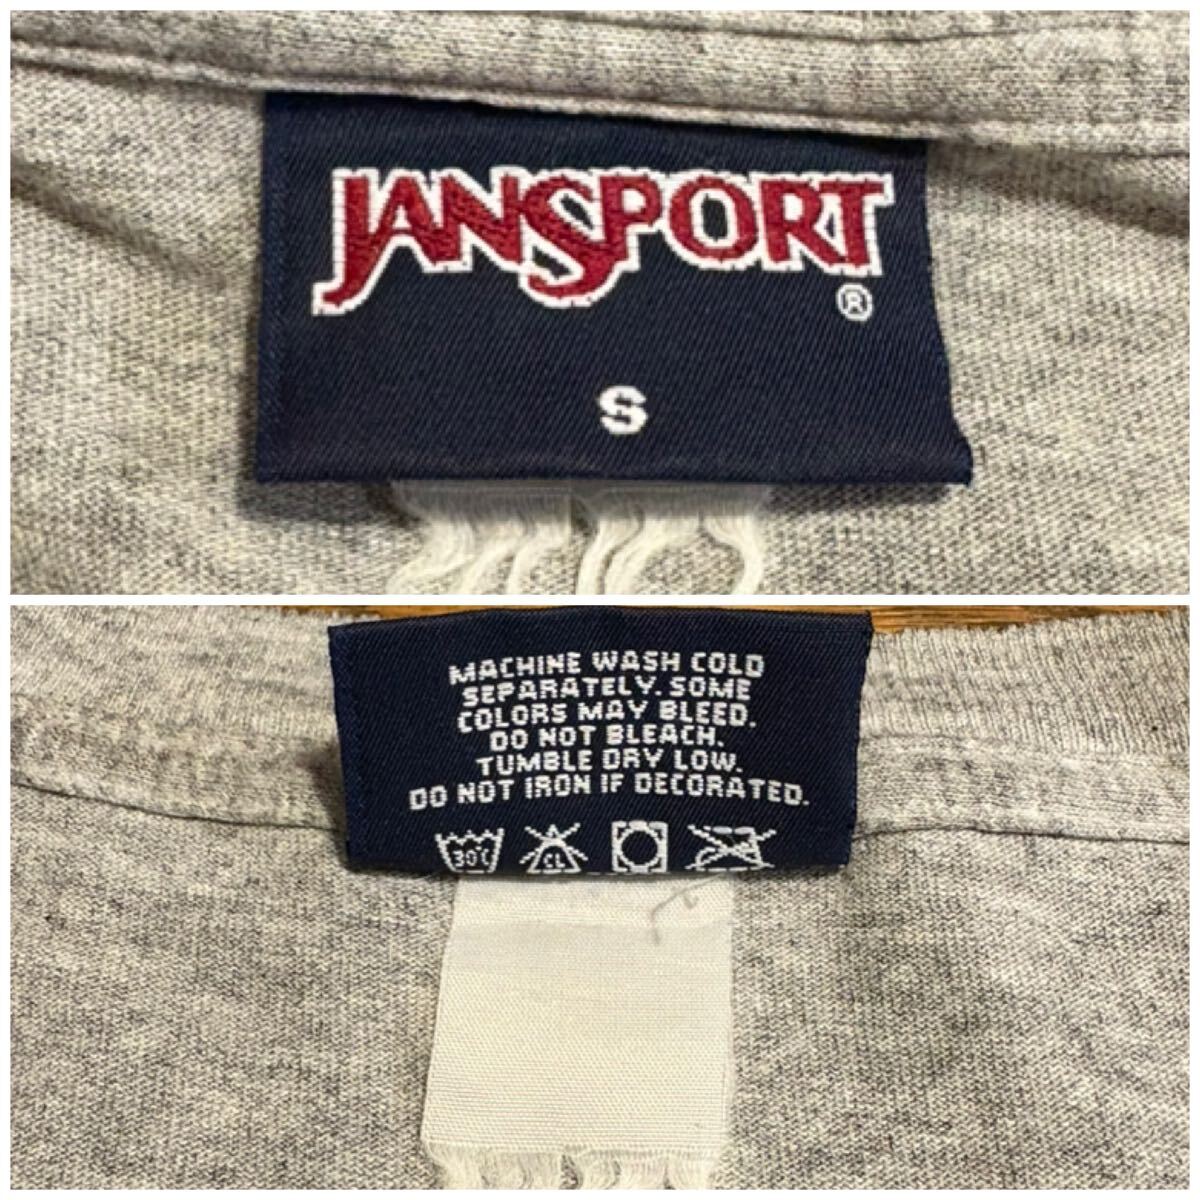 JANSPORT
®
S
MACHINE WASH COLD
SEPARATELY. SOME
COLORS MAY BLEED.
DO NOT BLEACH.
TUMBLE DRY LOW.
DO NOT IRON IF DECORATED.
30°C CL